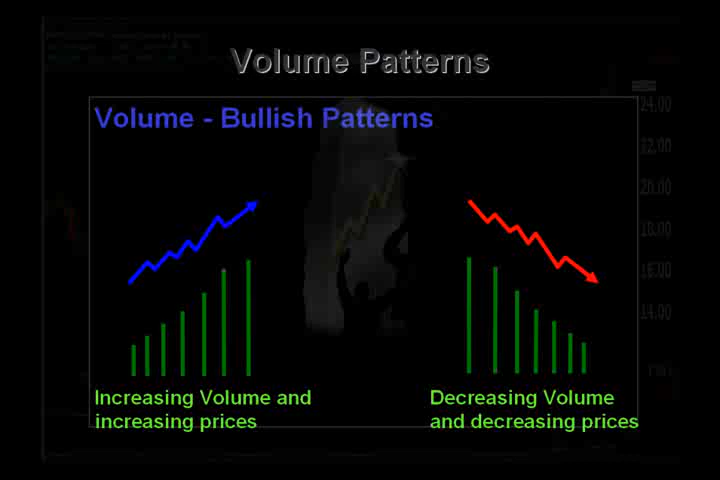 Volume Patterns
Volume - Bullish Patterns
24.00
22.00
20.00
18.00
16.00
14.00
Increasing Volume and
increasing prices
Decreasing Volume
and decreasing prices